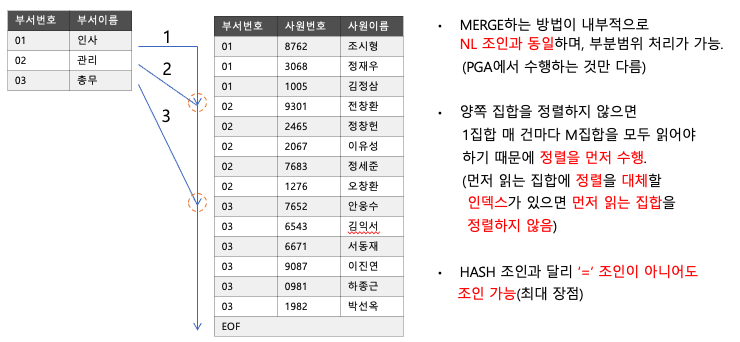 부서번호 부서이름
01 인사
02 관리
03 총무
1
2
3
부서번호 사원번호 사원이름
01 8762 조시형
01 3068 정재우
01 1005 김정삼
02 9301 전창환
02 2465 정창헌
02 2067 이유성
02 7683 정세준
02 1276 오창환
03 7652 안웅수
03 6543 김익서
03 6671 서동재
03 9087 이진연
03 0981 하종근
03 1982 박선옥
EOF
• MERGE하는 방법이 내부적으로
NL 조인과 동일하며, 부분범위 처리가 가능.
(PGA에서 수행하는 것만 다름)
• 양쪽 집합을 정렬하지 않으면
1집합 매 건마다 M집합을 모두 읽어야
하기 때문에 정렬을 먼저 수행.
(먼저 읽는 집합에 정렬을 대체할
인덱스가 있으면 먼저 읽는 집합을
정렬하지 않음)
• HASH 조인과 달리 ‘=‘ 조인이 아니어도
조인 가능(최대 장점)